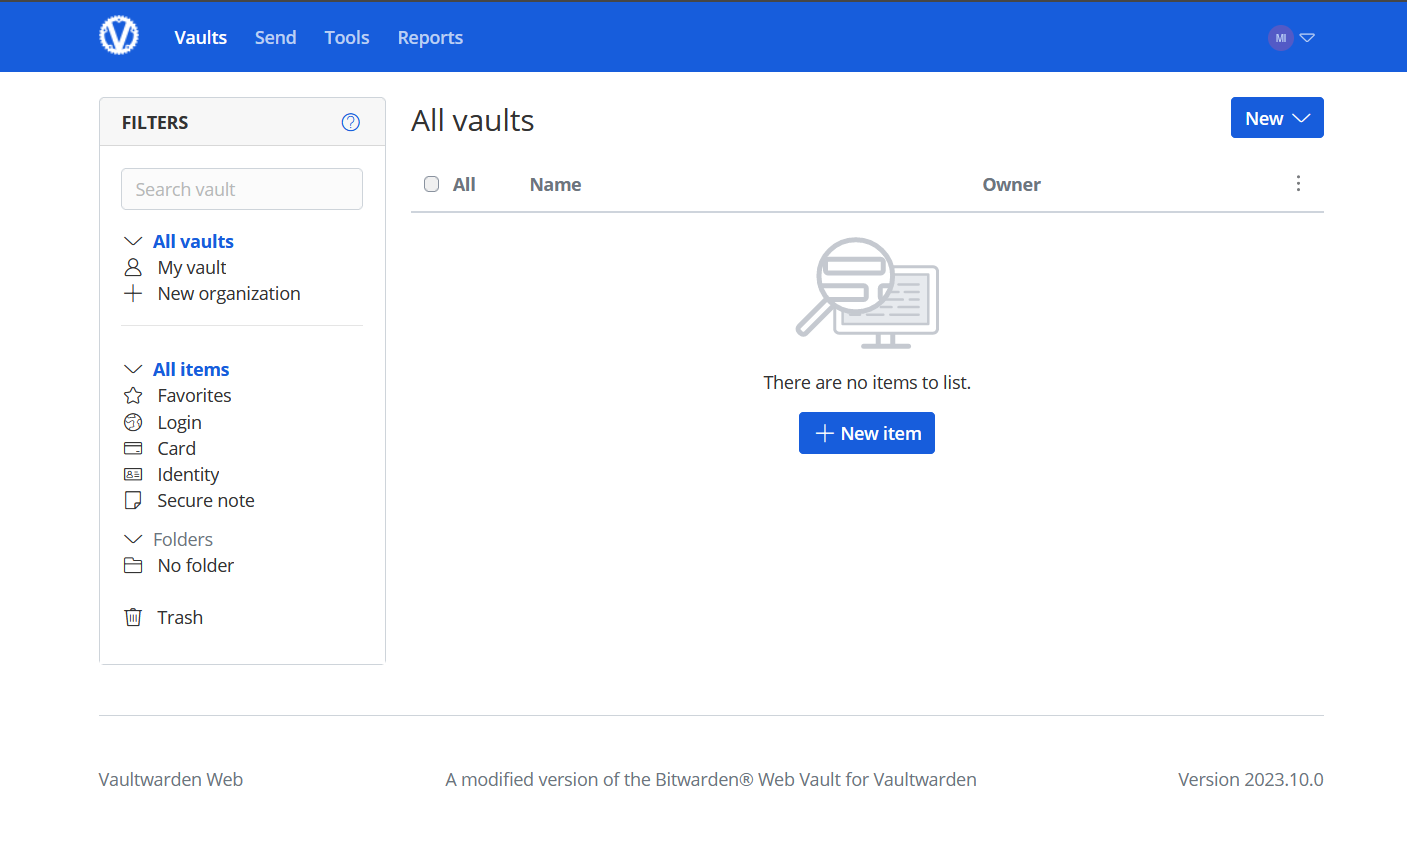 Vaults Send Tools Reports MI
FILTERS
Search vault
All vaults
My vault
New organization
All items
Favorites
Login
Card
Identity
Secure note
Folders
No folder
Trash
All vaults
New
All Name Owner
There are no items to list.
New item
Vaultwarden Web A modified version of the Bitwarden® Web Vault for Vaultwarden Version 2023.10.0